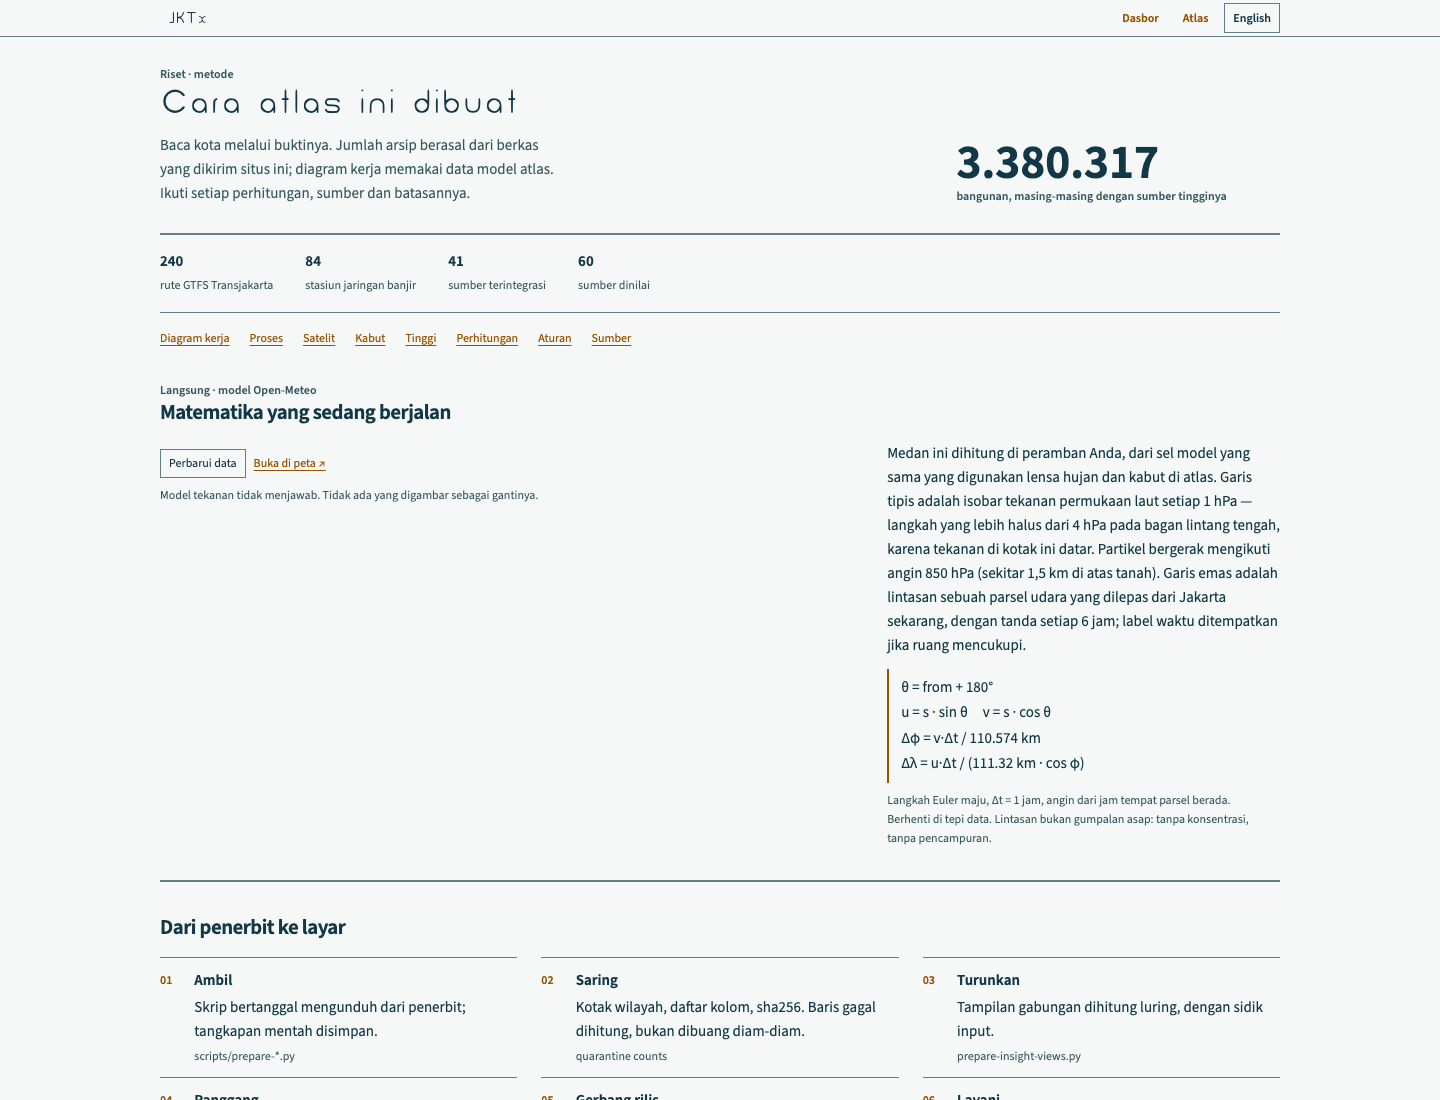 JKTx
Dasbor
Atlas
English
Riset · metode
Cara atlas ini dibuat
Baca kota melalui buktinya. Jumlah arsip berasal dari berkas
yang dikirim situs ini; diagram kerja memakai data model atlas.
Ikuti setiap perhitungan, sumber dan batasannya.
3.380.317
bangunan, masing-masing dengan sumber tingginya
240
rute GTFS Transjakarta
84
stasiun jaringan banjir
41
sumber terintegrasi
60
sumber dinilai
Diagram kerja
Proses
Satelit
Kabut
Tinggi
Perhitungan
Aturan
Sumber
Langsung · model Open-Meteo
Matematika yang sedang berjalan
Perbarui data
Buka di peta ↗
Model tekanan tidak menjawab. Tidak ada yang digambar sebagai gantinya.
Medan ini dihitung di peramban Anda, dari sel model yang
sama yang digunakan lensa hujan dan kabut di atlas. Garis
tipis adalah isobar tekanan permukaan laut setiap 1 hPa —
langkah yang lebih halus dari 4 hPa pada bagan lintang tengah,
karena tekanan di kotak ini datar. Partikel bergerak mengikuti
angin 850 hPa (sekitar 1,5 km di atas tanah). Garis emas adalah
lintasan sebuah parsel udara yang dilepas dari Jakarta
sekarang, dengan tanda setiap 6 jam; label waktu ditempatkan
jika ruang mencukupi.
θ = from + 180°
u = s · sin θ v = s · cos θ
Δφ = v·Δt / 110.574 km
Δλ = u·Δt / (111.32 km · cos φ)
Langkah Euler maju, Δt = 1 jam, angin dari jam tempat parsel berada.
Berhenti di tepi data. Lintasan bukan gumpalan asap: tanpa konsentrasi,
tanpa pencampuran.
Dari penerbit ke layar
01
Ambil
Skrip bertanggal mengunduh dari penerbit;
tangkapan mentah disimpan.
scripts/prepare-*.py
02
Saring
Kotak wilayah, daftar kolom, sha256. Baris gagal
dihitung, bukan dibuang diam-diam.
quarantine counts
03
Turunkan
Tampilan gabungan dihitung luring, dengan sidik
input.
prepare-insight-views.py
04
Panggang
05
Gerbang rilis
06
Layani